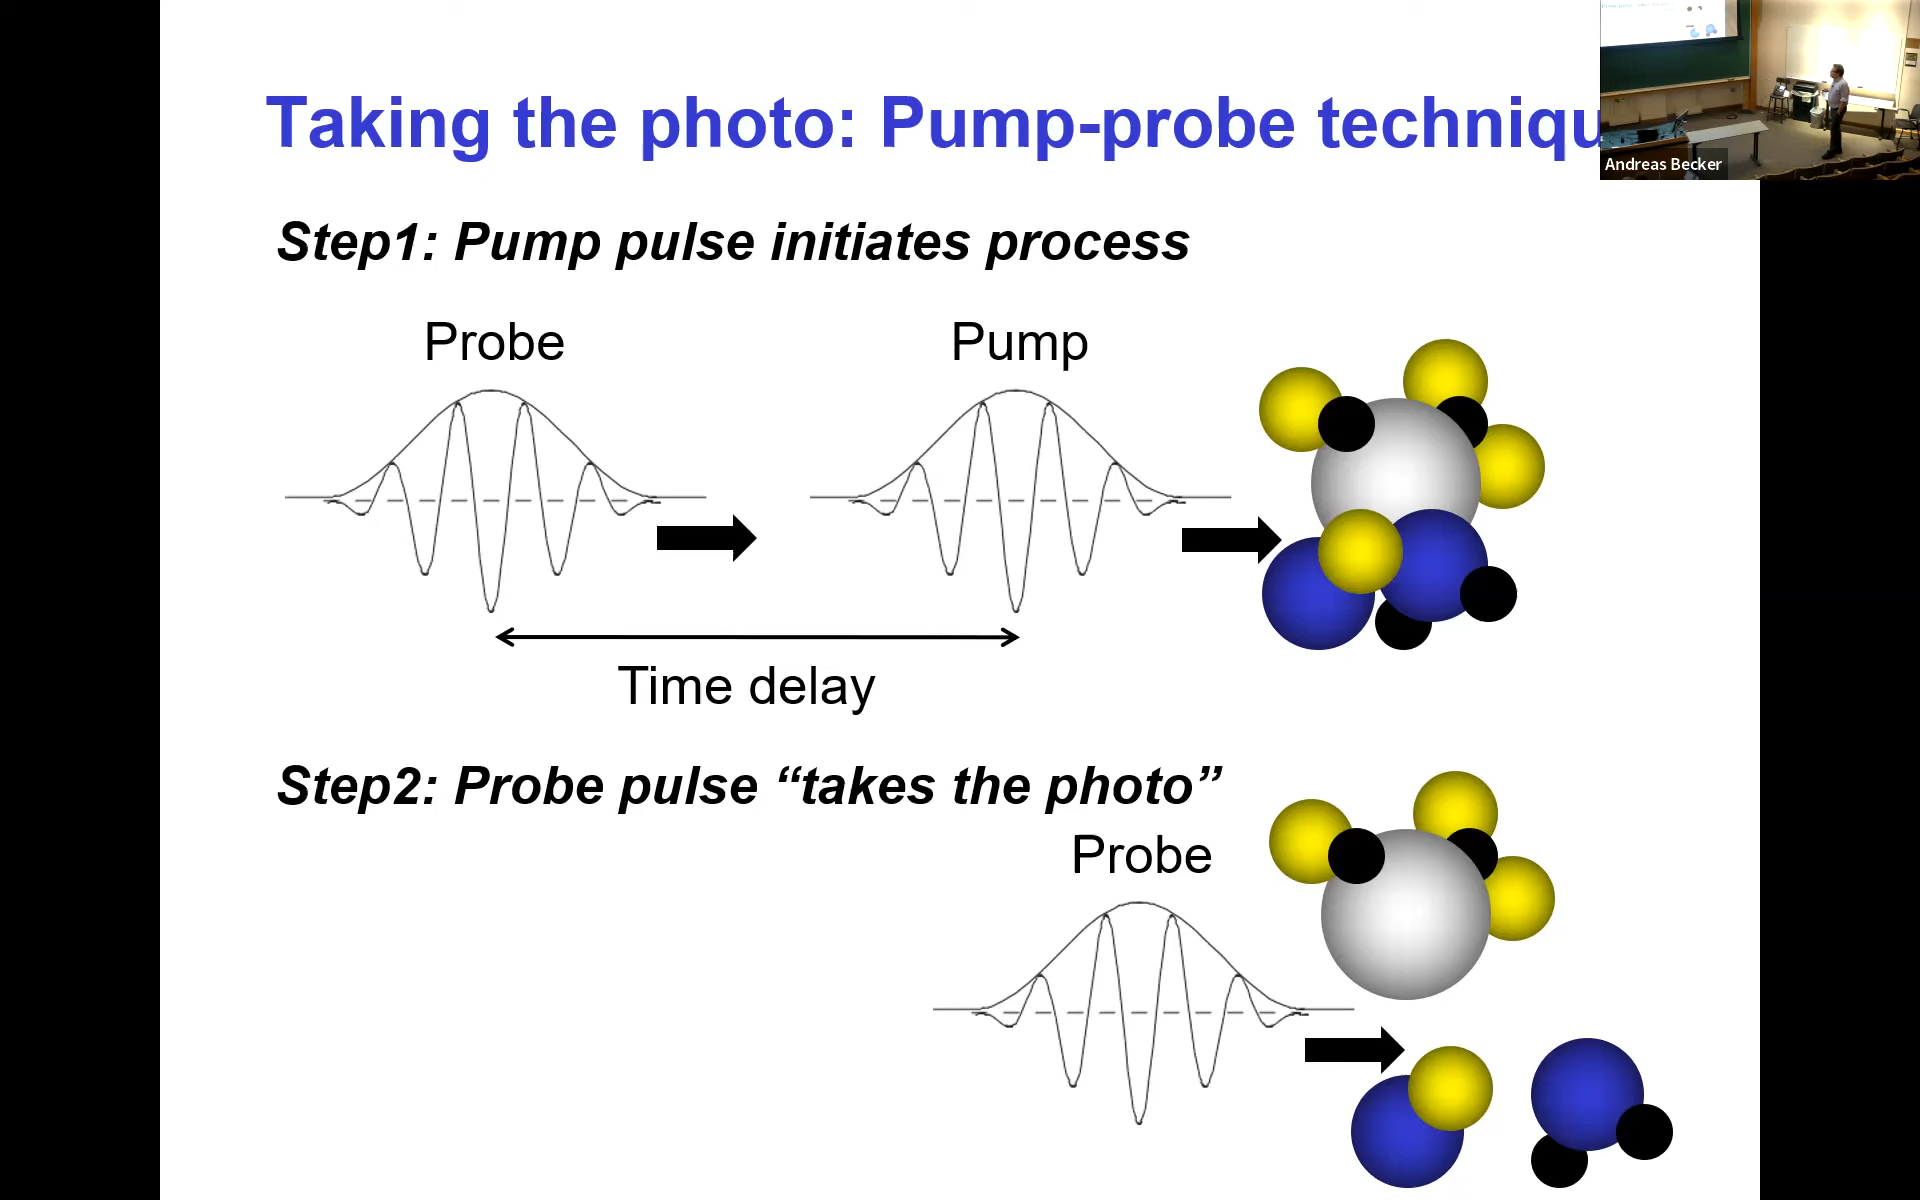 Taking the photo: Pump-probe techniqu
Andreas Becker
Step1: Pump pulse initiates process
Probe
Pump
Time delay
Step2: Probe pulse “takes the photo”
Probe